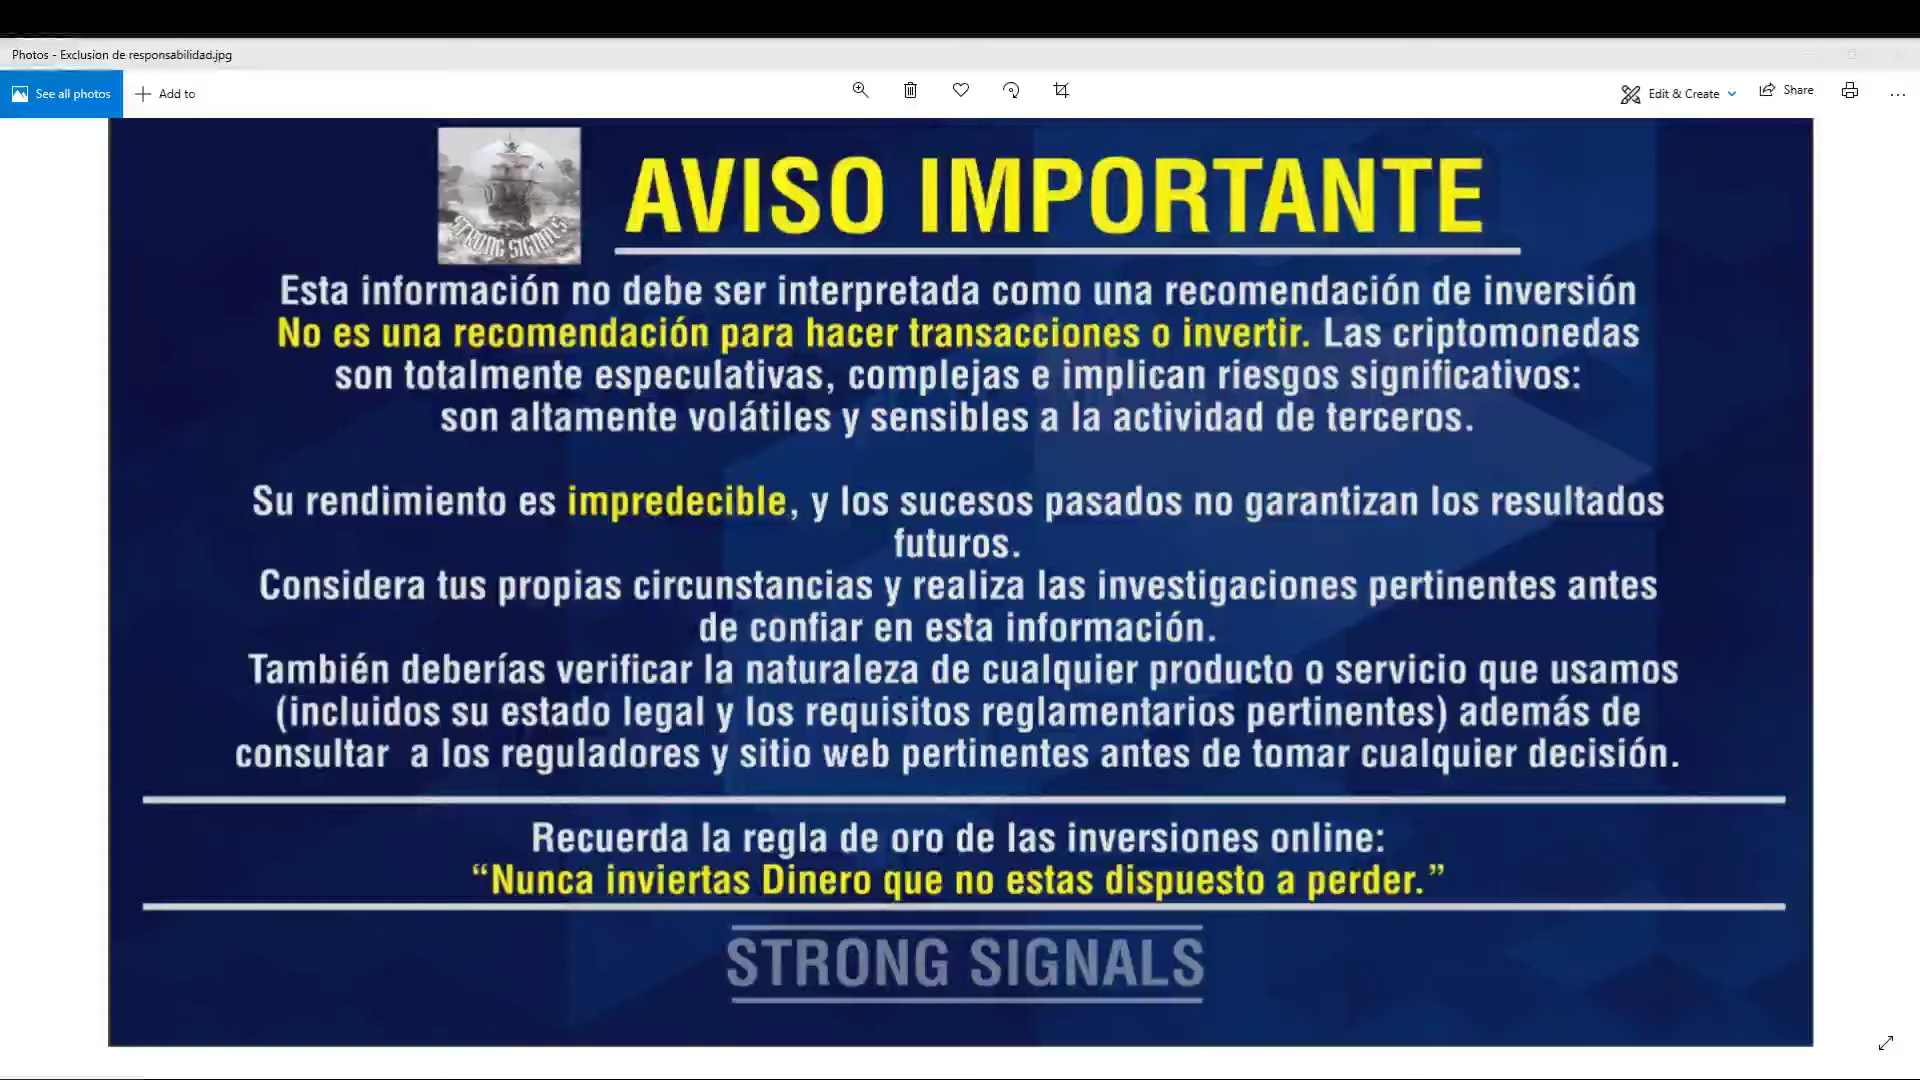 Photos - Exclusion de responsabilidad.jpg
See all photos
Add to
Edit & Create
Share
STRONG SIGNALS
AVISO IMPORTANTE
Esta información no debe ser interpretada como una recomendación de inversión
No es una recomendación para hacer transacciones o invertir. Las criptomonedas
son totalmente especulativas, complejas e implican riesgos significativos:
son altamente volátiles y sensibles a la actividad de terceros.
Su rendimiento es impredecible, y los sucesos pasados no garantizan los resultados
futuros.
Considera tus propias circunstancias y realiza las investigaciones pertinentes antes
de confiar en esta información.
También deberías verificar la naturaleza de cualquier producto o servicio que usamos
(incluidos su estado legal y los requisitos reglamentarios pertinentes) además de
consultar a los reguladores y sitio web pertinentes antes de tomar cualquier decisión.
Recuerda la regla de oro de las inversiones online:
“Nunca inviertas Dinero que no estas dispuesto a perder.”
STRONG SIGNALS